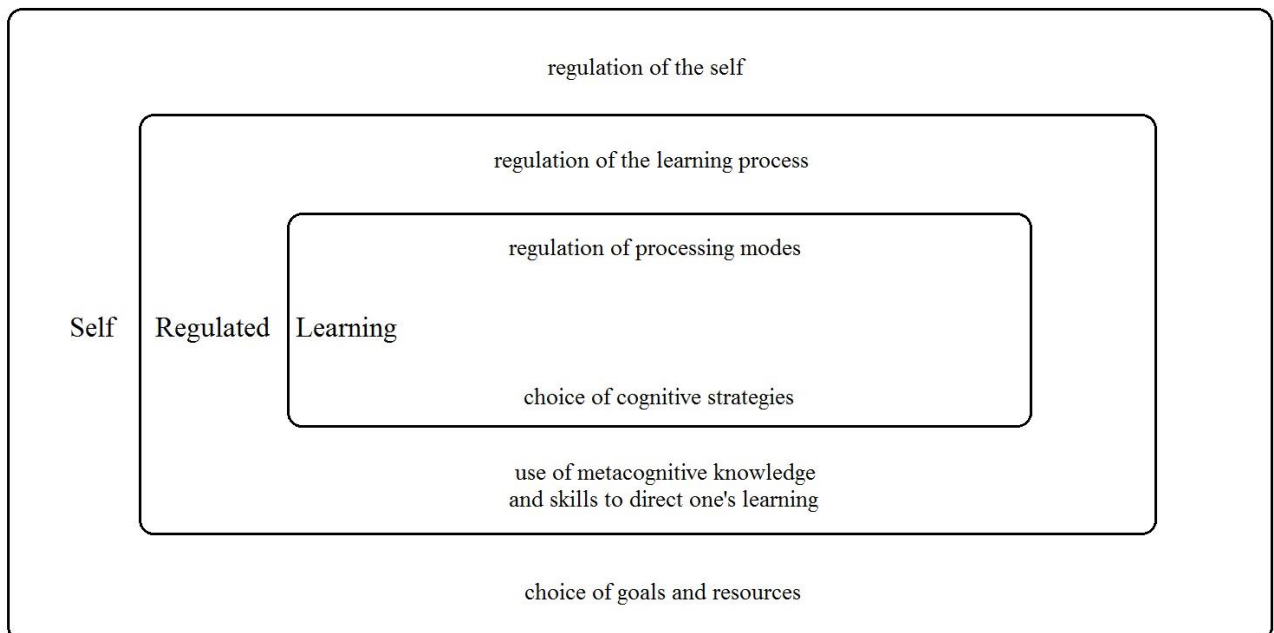 regulation of the self
regulation of the learning process
regulation of processing modes
Self Regulated Learning
choice of cognitive strategies
use of metacognitive knowledge
and skills to direct one's learning
choice of goals and resources